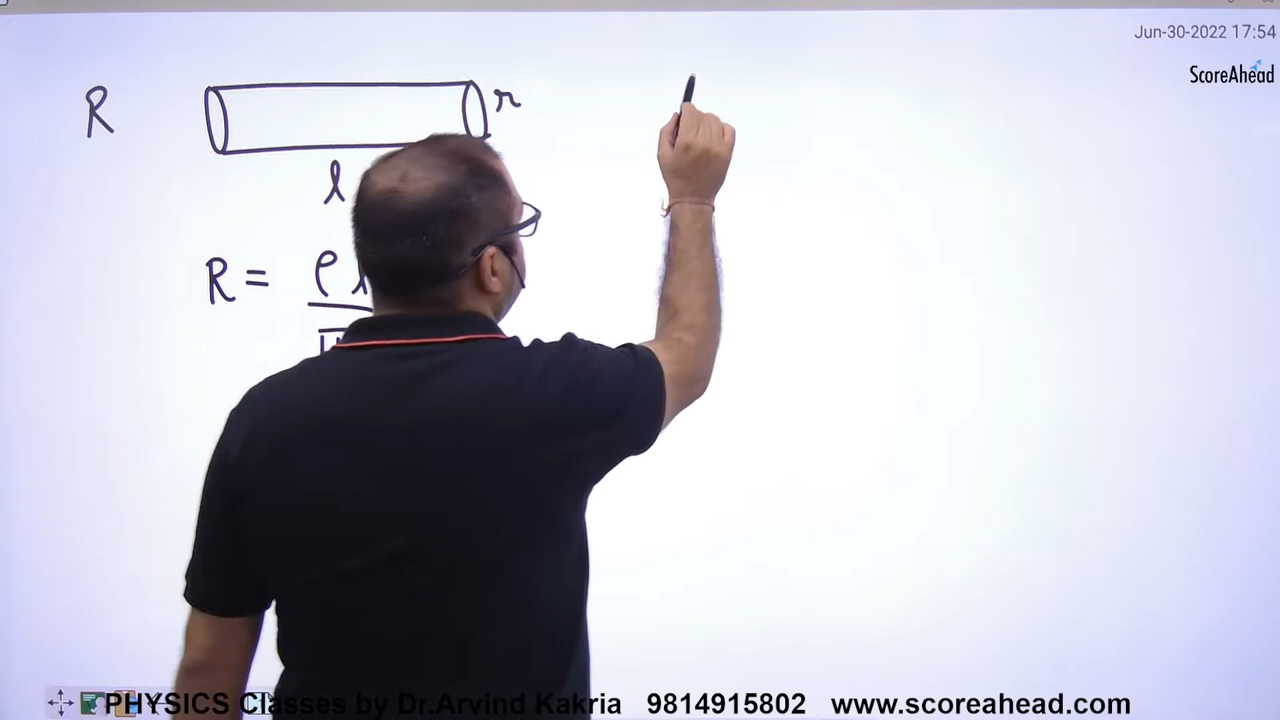 Jun-30-2022 17:54
ScoreAhead
R
r
l
R = ρ l
PHYSICS Classes by Dr.Arvind Kakria 9814915802 www.scoreahead.com